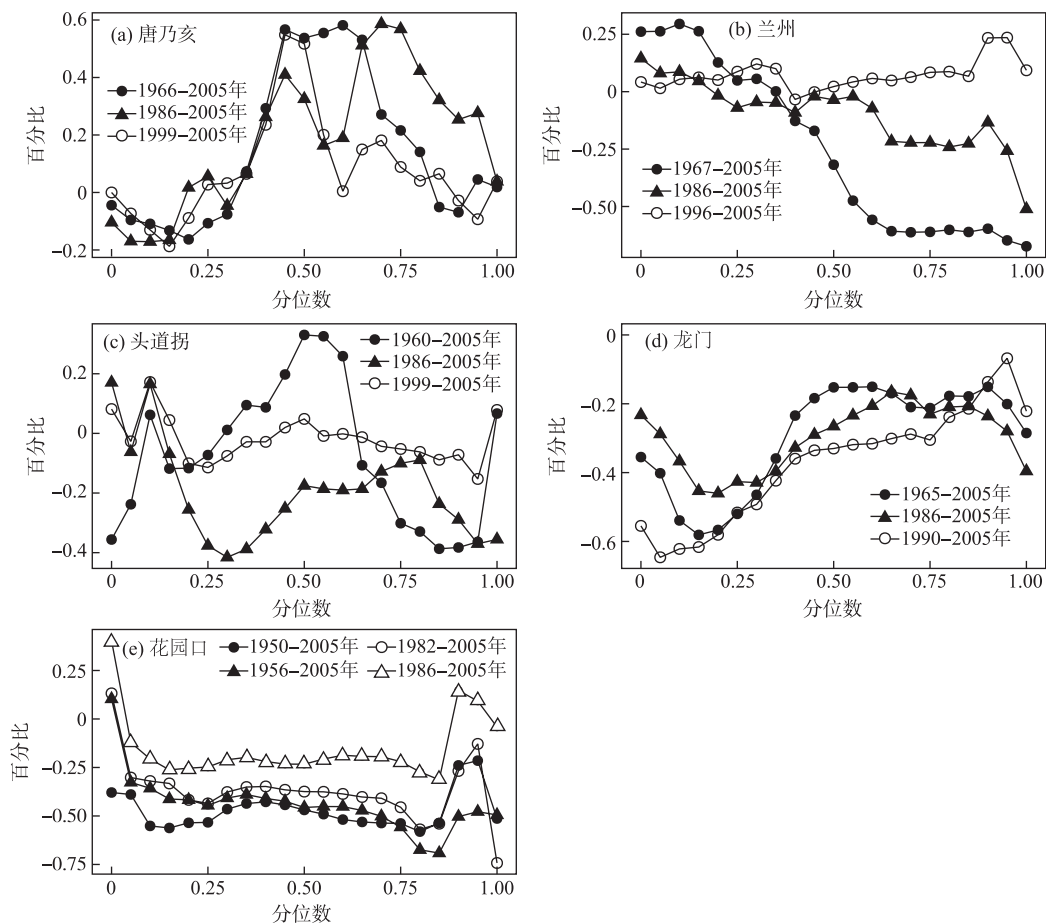 (a) 唐乃亥
1966−2005年
1986−2005年
1999−2005年
百分比
0.6
0.4
0.2
0
−0.2
0
0.25
0.50
0.75
1.00
分位数
(b) 兰州
1967−2005年
1986−2005年
1996−2005年
百分比
0.25
0
−0.25
−0.50
0
0.25
0.50
0.75
1.00
分位数
(c) 头道拐
1960−2005年
1986−2005年
1999−2005年
百分比
0.2
0
−0.2
−0.4
0
0.25
0.50
0.75
1.00
分位数
(d) 龙门
1965−2005年
1986−2005年
1990−2005年
百分比
0
−0.2
−0.4
−0.6
0
0.25
0.50
0.75
1.00
分位数
(e) 花园口
1950−2005年
1982−2005年
1956−2005年
1986−2005年
百分比
0.25
0
−0.25
−0.50
−0.75
0
0.25
0.50
0.75
1.00
分位数